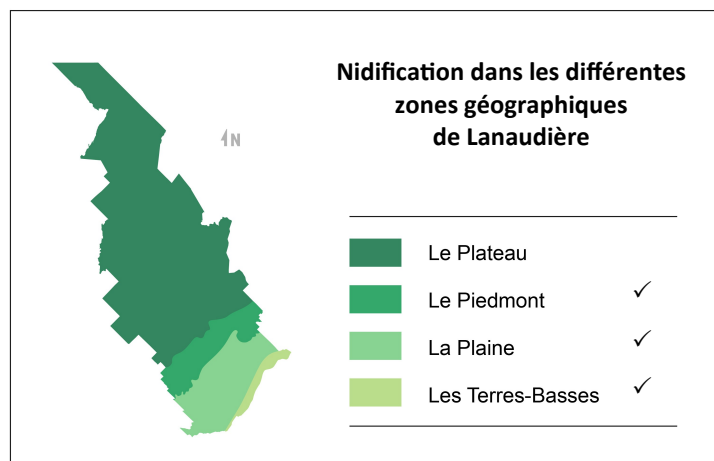 Nidification dans les différentes
zones géographiques
de Lanaudière
N
Le Plateau
Le Piedmont ✓
La Plaine ✓
Les Terres-Basses ✓